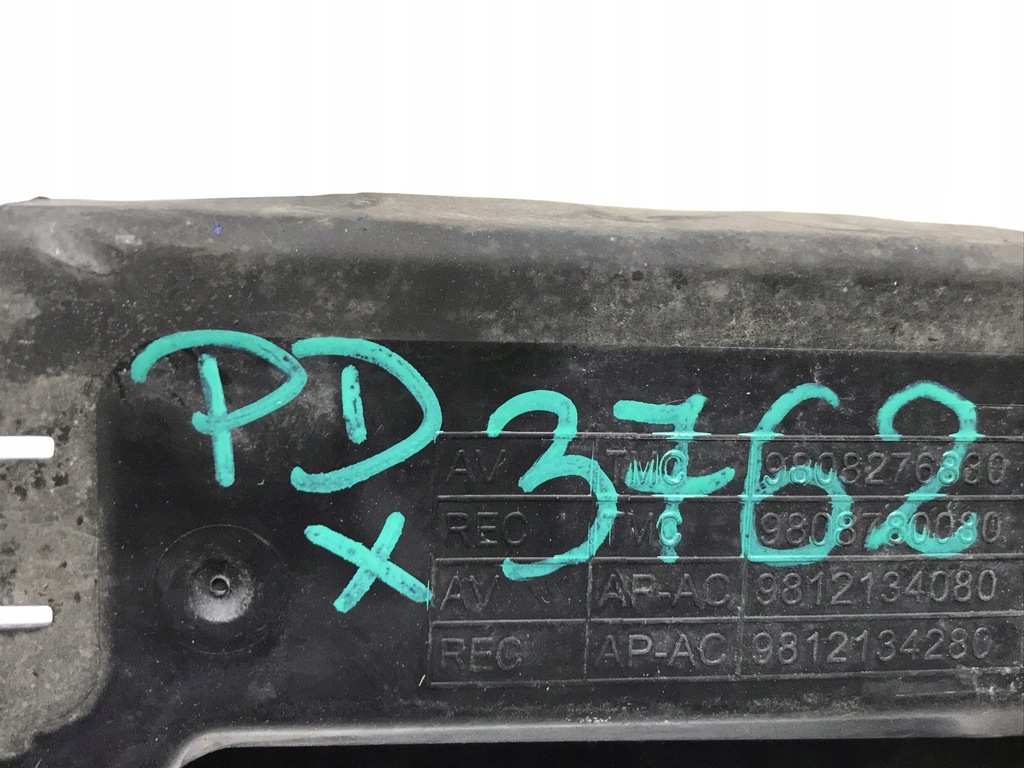 PD
3762
x
AV TMC 9808276880
REC TMC 9808780080
AV AP-AC 9812134080
REC AP-AC 9812134280